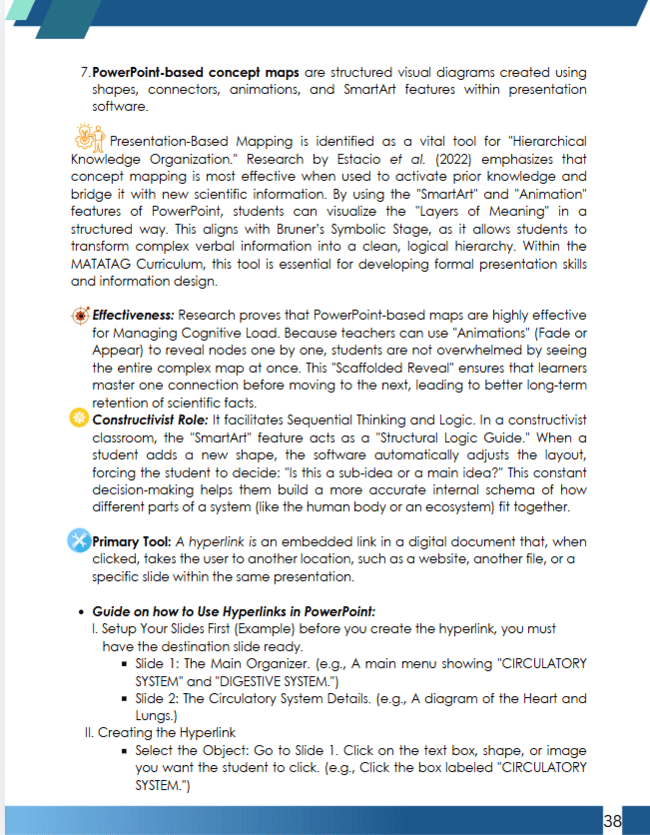 7. PowerPoint-based concept maps are structured visual diagrams created using
shapes, connectors, animations, and SmartArt features within presentation
software.
Presentation-Based Mapping is identified as a vital tool for "Hierarchical
Knowledge Organization." Research by Estacio et al. (2022) emphasizes that
concept mapping is most effective when used to activate prior knowledge and
bridge it with new scientific information. By using the "SmartArt" and "Animation"
features of PowerPoint, students can visualize the "Layers of Meaning" in a
structured way. This aligns with Bruner's Symbolic Stage, as it allows students to
transform complex verbal information into a clean, logical hierarchy. Within the
MATATAG Curriculum, this tool is essential for developing formal presentation skills
and information design.
Effectiveness: Research proves that PowerPoint-based maps are highly effective
for Managing Cognitive Load. Because teachers can use "Animations" (Fade or
Appear) to reveal nodes one by one, students are not overwhelmed by seeing
the entire complex map at once. This "Scaffolded Reveal" ensures that learners
master one connection before moving to the next, leading to better long-term
retention of scientific facts.
Constructivist Role: It facilitates Sequential Thinking and Logic. In a constructivist
classroom, the "SmartArt" feature acts as a "Structural Logic Guide." When a
student adds a new shape, the software automatically adjusts the layout,
forcing the student to decide: "Is this a sub-idea or a main idea?" This constant
decision-making helps them build a more accurate internal schema of how
different parts of a system (like the human body or an ecosystem) fit together.
Primary Tool: A hyperlink is an embedded link in a digital document that, when
clicked, takes the user to another location, such as a website, another file, or a
specific slide within the same presentation.
• Guide on how to Use Hyperlinks in PowerPoint:
I. Setup Your Slides First (Example) before you create the hyperlink, you must
have the destination slide ready.
▪ Slide 1: The Main Organizer. (e.g., A main menu showing "CIRCULATORY
SYSTEM" and "DIGESTIVE SYSTEM.")
▪ Slide 2: The Circulatory System Details. (e.g., A diagram of the Heart and
Lungs.)
II. Creating the Hyperlink
▪ Select the Object: Go to Slide 1. Click on the text box, shape, or image
you want the student to click. (e.g., Click the box labeled "CIRCULATORY
SYSTEM.")
38